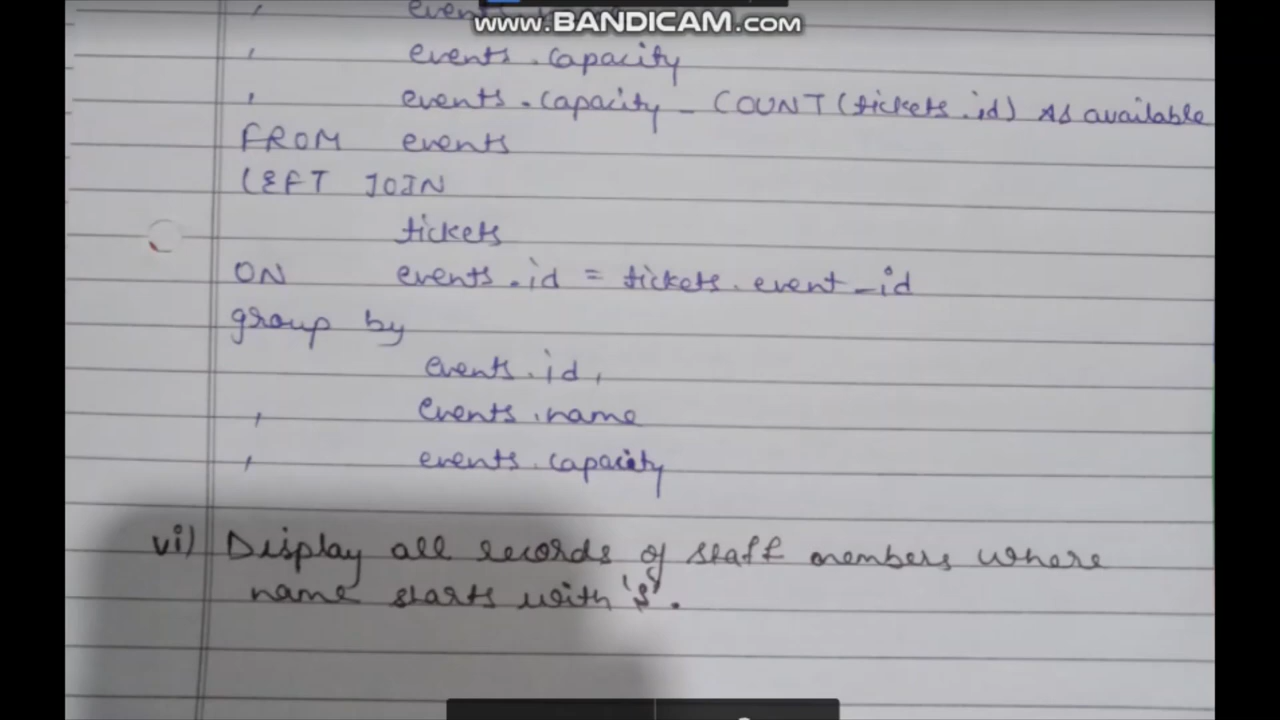 events
www.BANDICAM.com
, events.capacity
, events.capacity - COUNT(tickets.id) As available
FROM events
LEFT JOIN
tickets
ON events.id = tickets.event_id
group by
events.id,
, events.name
, events.capacity
vi) Display all records of staff members where
name starts with 's'.